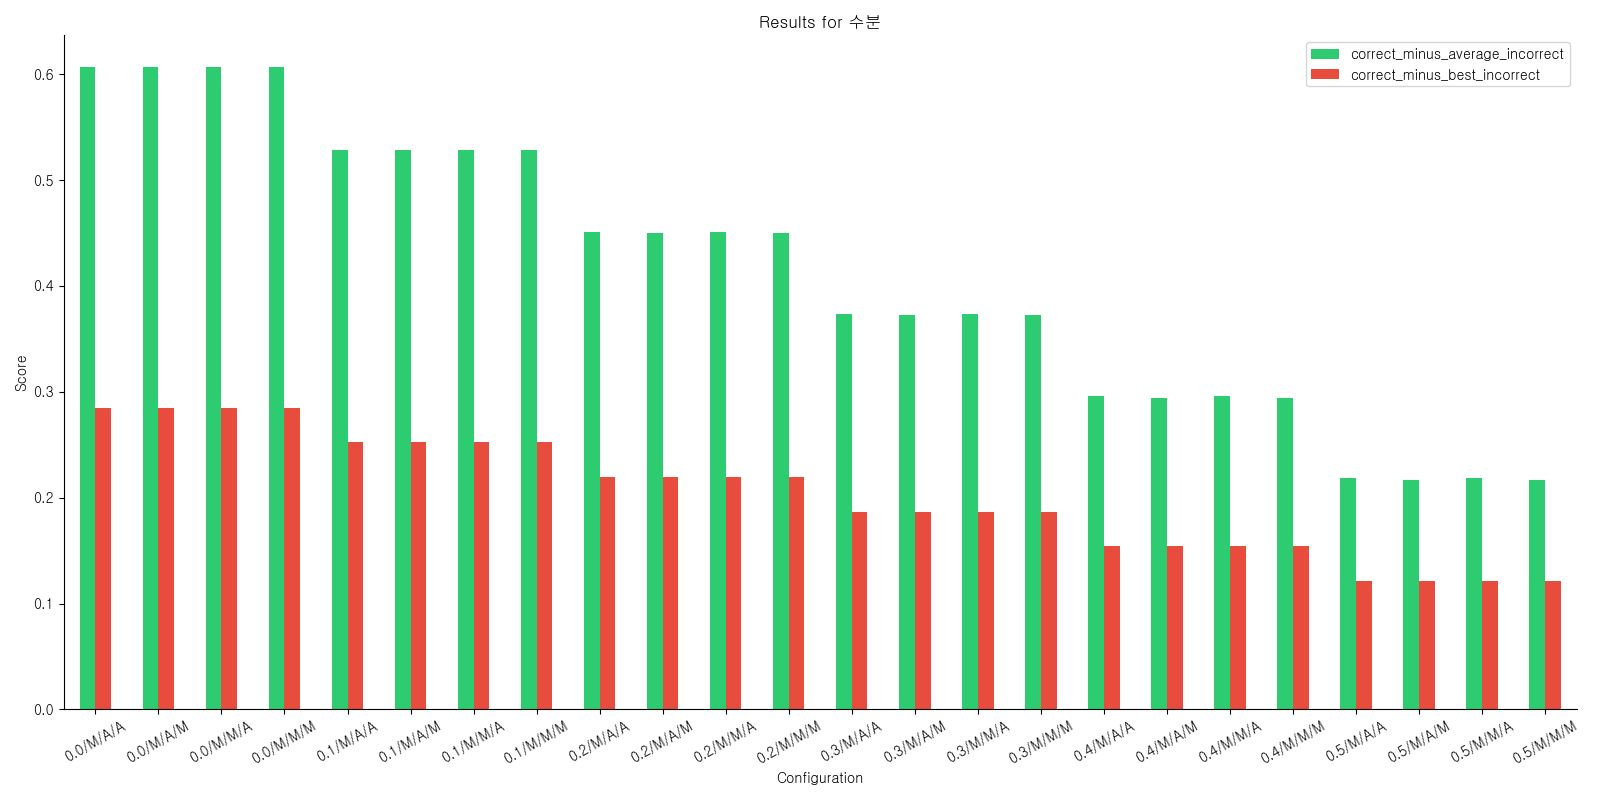 Results for 수분
correct_minus_average_incorrect
correct_minus_best_incorrect
Score
0.6
0.5
0.4
0.3
0.2
0.1
0.0
0.0/M/A/A
0.0/M/A/M
0.0/M/M/A
0.0/M/M/M
0.1/M/A/A
0.1/M/A/M
0.1/M/M/A
0.1/M/M/M
0.2/M/A/A
0.2/M/A/M
0.2/M/M/A
0.2/M/M/M
0.3/M/A/A
0.3/M/A/M
0.3/M/M/A
0.3/M/M/M
0.4/M/A/A
0.4/M/A/M
0.4/M/M/A
0.4/M/M/M
0.5/M/A/A
0.5/M/A/M
0.5/M/M/A
0.5/M/M/M
Configuration